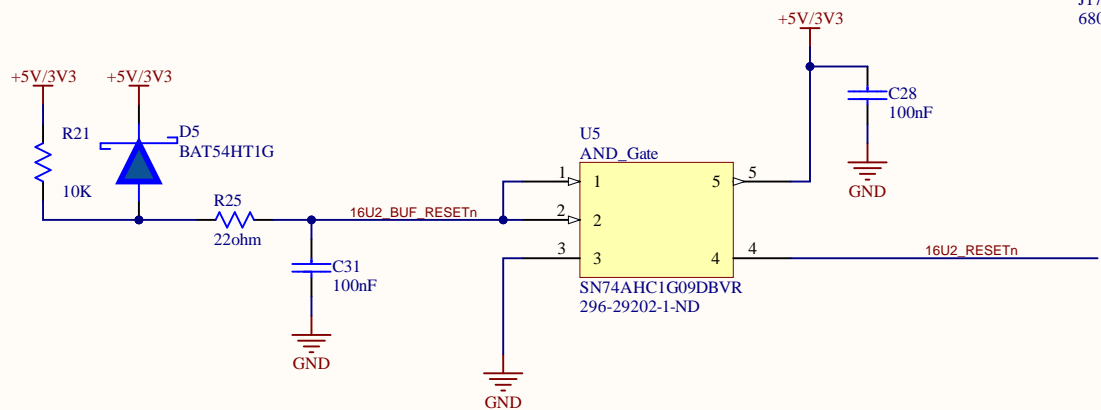 J17
680
+5V/3V3
+5V/3V3
+5V/3V3
R21
10K
D5
BAT54HT1G
R25
22ohm
16U2_BUF_RESETn
C31
100nF
GND
U5
AND_Gate
1
1
2
2
3
3
5
5
4
4
SN74AHC1G09DBVR
296-29202-1-ND
GND
C28
100nF
GND
16U2_RESETn